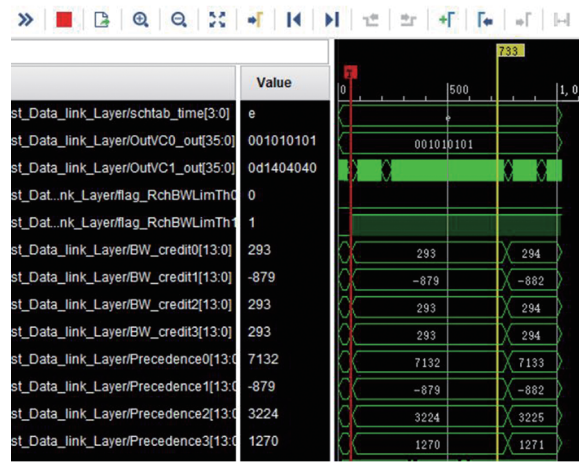 733
Value
0 500 1,0
st_Data_link_Layer/schtab_time[3:0] e e
st_Data_link_Layer/OutVC0_out[35:0] 001010101 001010101
st_Data_link_Layer/OutVC1_out[35:0] 0d1404040
st_Dat...nk_Layer/flag_RchBWLimTh0 0
st_Dat...nk_Layer/flag_RchBWLimTh1 1
st_Data_link_Layer/BW_credit0[13:0] 293 293 294
st_Data_link_Layer/BW_credit1[13:0] -879 -879 -882
st_Data_link_Layer/BW_credit2[13:0] 293 293 294
st_Data_link_Layer/BW_credit3[13:0] 293 293 294
st_Data_link_Layer/Precedence0[13:0 7132 7132 7133
st_Data_link_Layer/Precedence1[13:0 -879 -879 -882
st_Data_link_Layer/Precedence2[13:0 3224 3224 3225
st_Data_link_Layer/Precedence3[13:0 1270 1270 1271